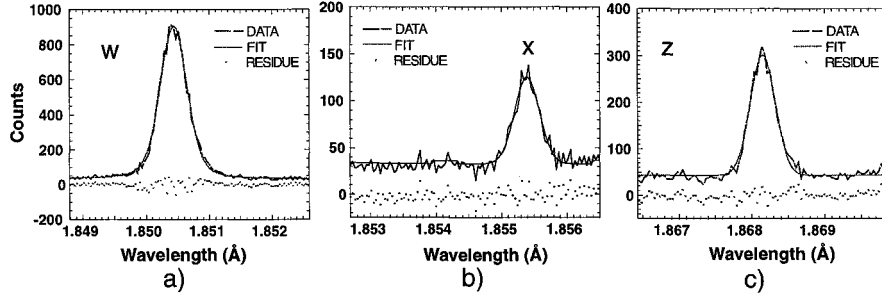 1000
800
600
400
200
0
-200
Counts
W
DATA
FIT
RESIDUE
1.849 1.850 1.851 1.852
Wavelength (Å)
a)
200
150
100
50
0
X
DATA
FIT
RESIDUE
1.853 1.854 1.855 1.856
Wavelength (Å)
b)
400
300
200
100
0
Z
DATA
FIT
RESIDUE
1.867 1.868 1.869
Wavelength (Å)
c)